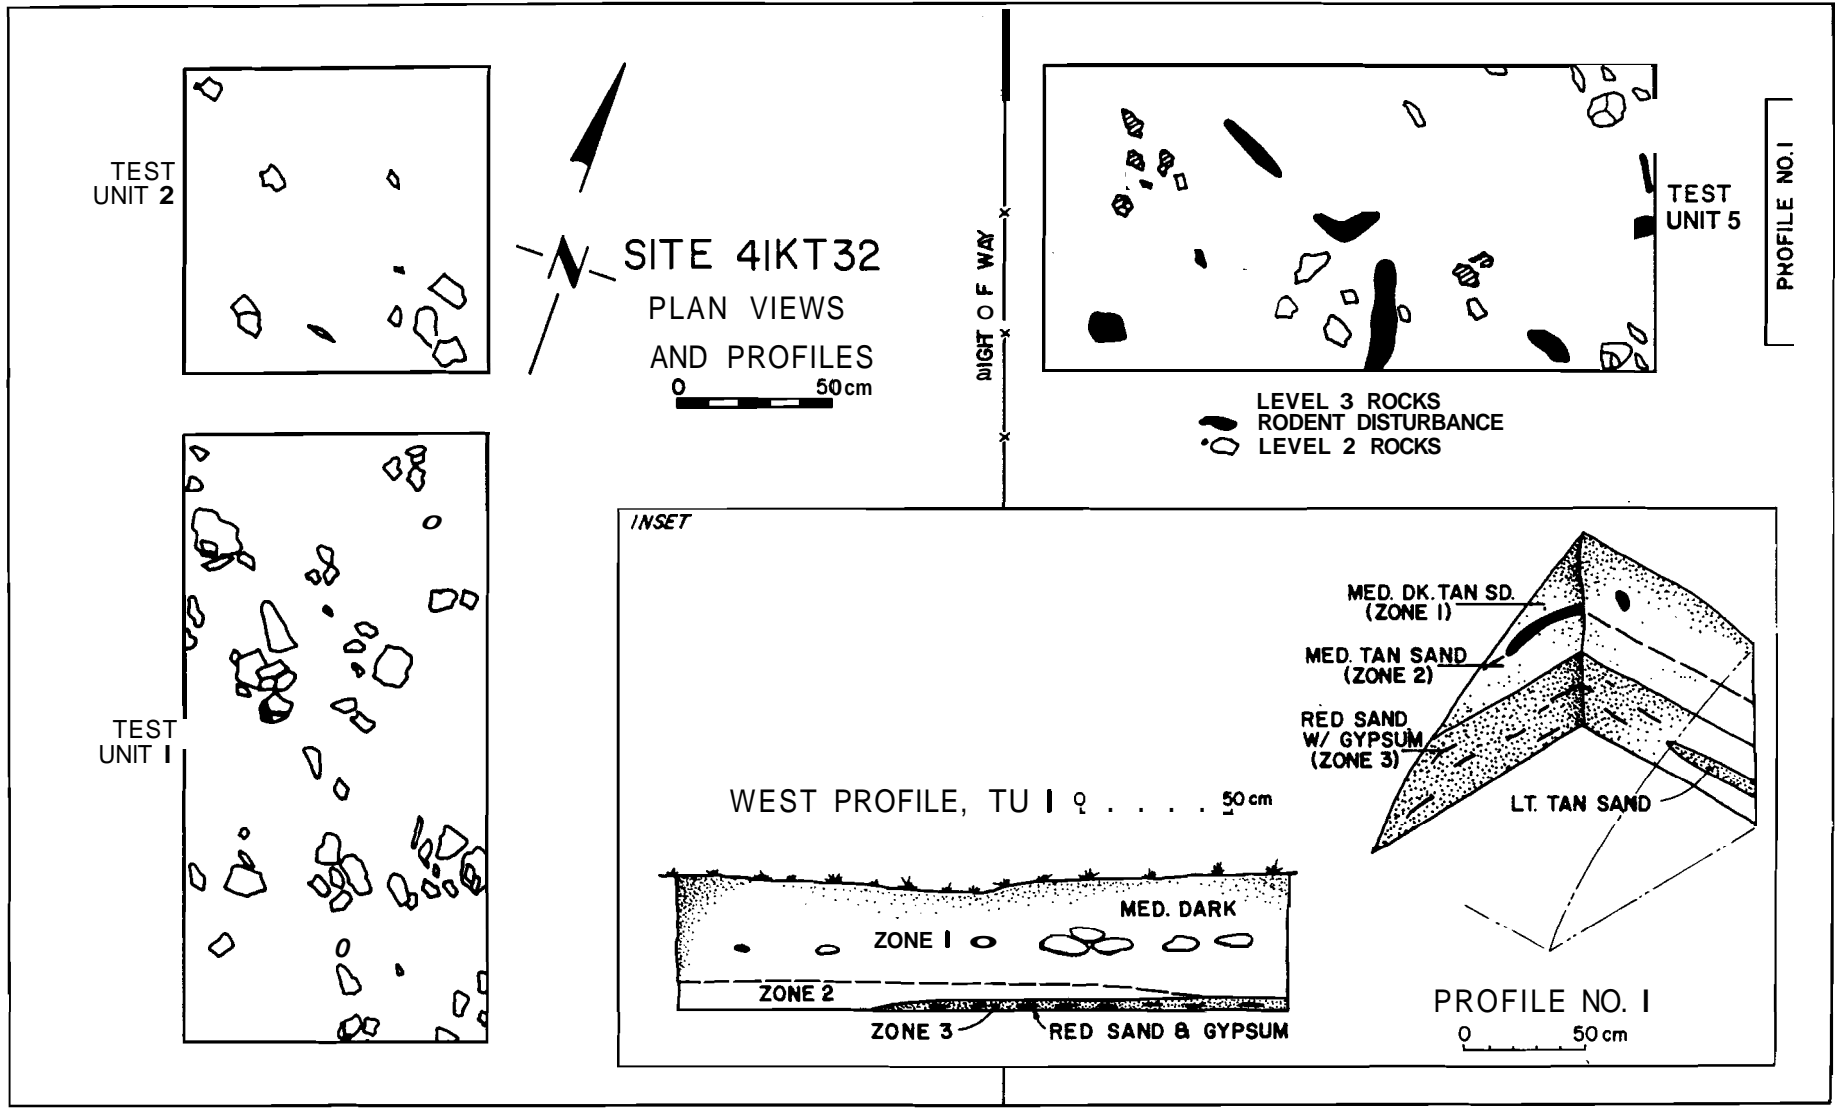 TEST
UNIT 2
N
SITE 41KT32
PLAN VIEWS
AND PROFILES
0 50cm
RIGHT OF WAY
TEST
UNIT 5
PROFILE NO. I
LEVEL 3 ROCKS
RODENT DISTURBANCE
LEVEL 2 ROCKS
TEST
UNIT I
INSET
MED. DK. TAN SD.
(ZONE I)
MED. TAN SAND
(ZONE 2)
RED SAND
W/ GYPSUM
(ZONE 3)
LT. TAN SAND
WEST PROFILE, TU I 0 . . . . 50 cm
MED. DARK
ZONE I
ZONE 2
ZONE 3
RED SAND & GYPSUM
PROFILE NO. I
0 50 cm